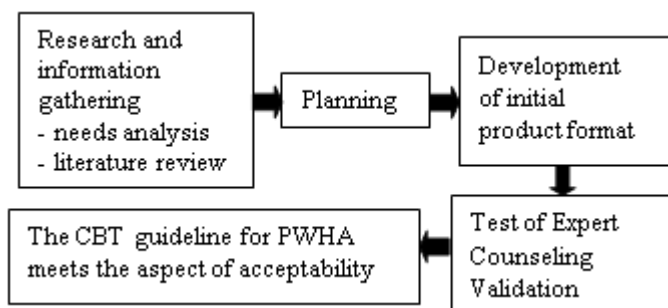 Research and
information
gathering
- needs analysis
- literature review
Planning
Development
of initial
product format
Test of Expert
Counseling
Validation
The CBT guideline for PWHA
meets the aspect of acceptability